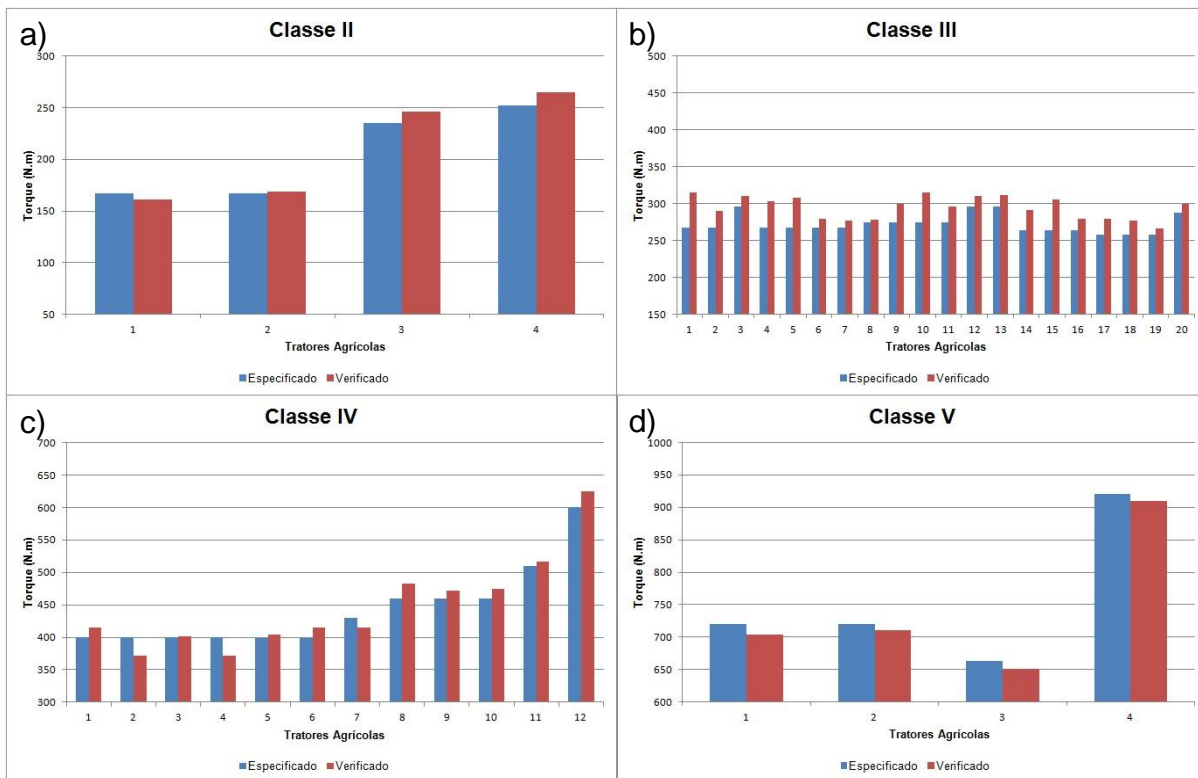 a)
Classe II
300
250
200
150
100
50
Torque (N.m)
1 2 3 4
Tratores Agrícolas
Especificado Verificado
b)
Classe III
500
450
400
350
300
250
200
150
Torque (N.m)
1 2 3 4 5 6 7 8 9 10 11 12 13 14 15 16 17 18 19 20
Tratores Agrícolas
Especificado Verificado
c)
Classe IV
700
650
600
550
500
450
400
350
300
Torque (N.m)
1 2 3 4 5 6 7 8 9 10 11 12
Tratores Agrícolas
Especificado Verificado
d)
Classe V
1000
950
900
850
800
750
700
650
600
Torque (N.m)
1 2 3 4
Tratores Agrícolas
Especificado Verificado